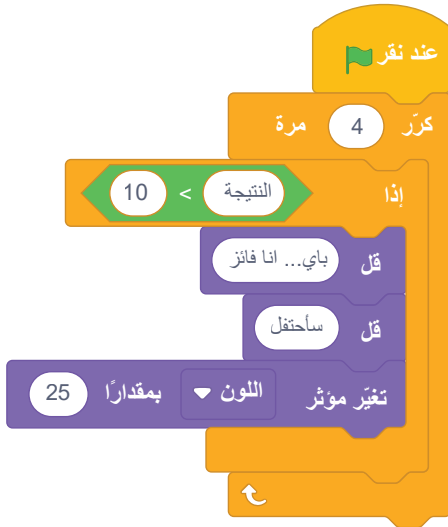 عند نقر
كرّر 4 مرة
إذا النتيجة > 10
قل باي... انا فائز
قل سأحتفل
تغيّر مؤثر اللون بمقدارًا 25